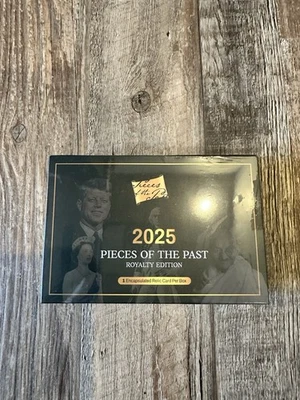 Pieces
of the Past
2025
PIECES OF THE PAST
ROYALTY EDITION
1 Encapsulated Relic Card Per Box